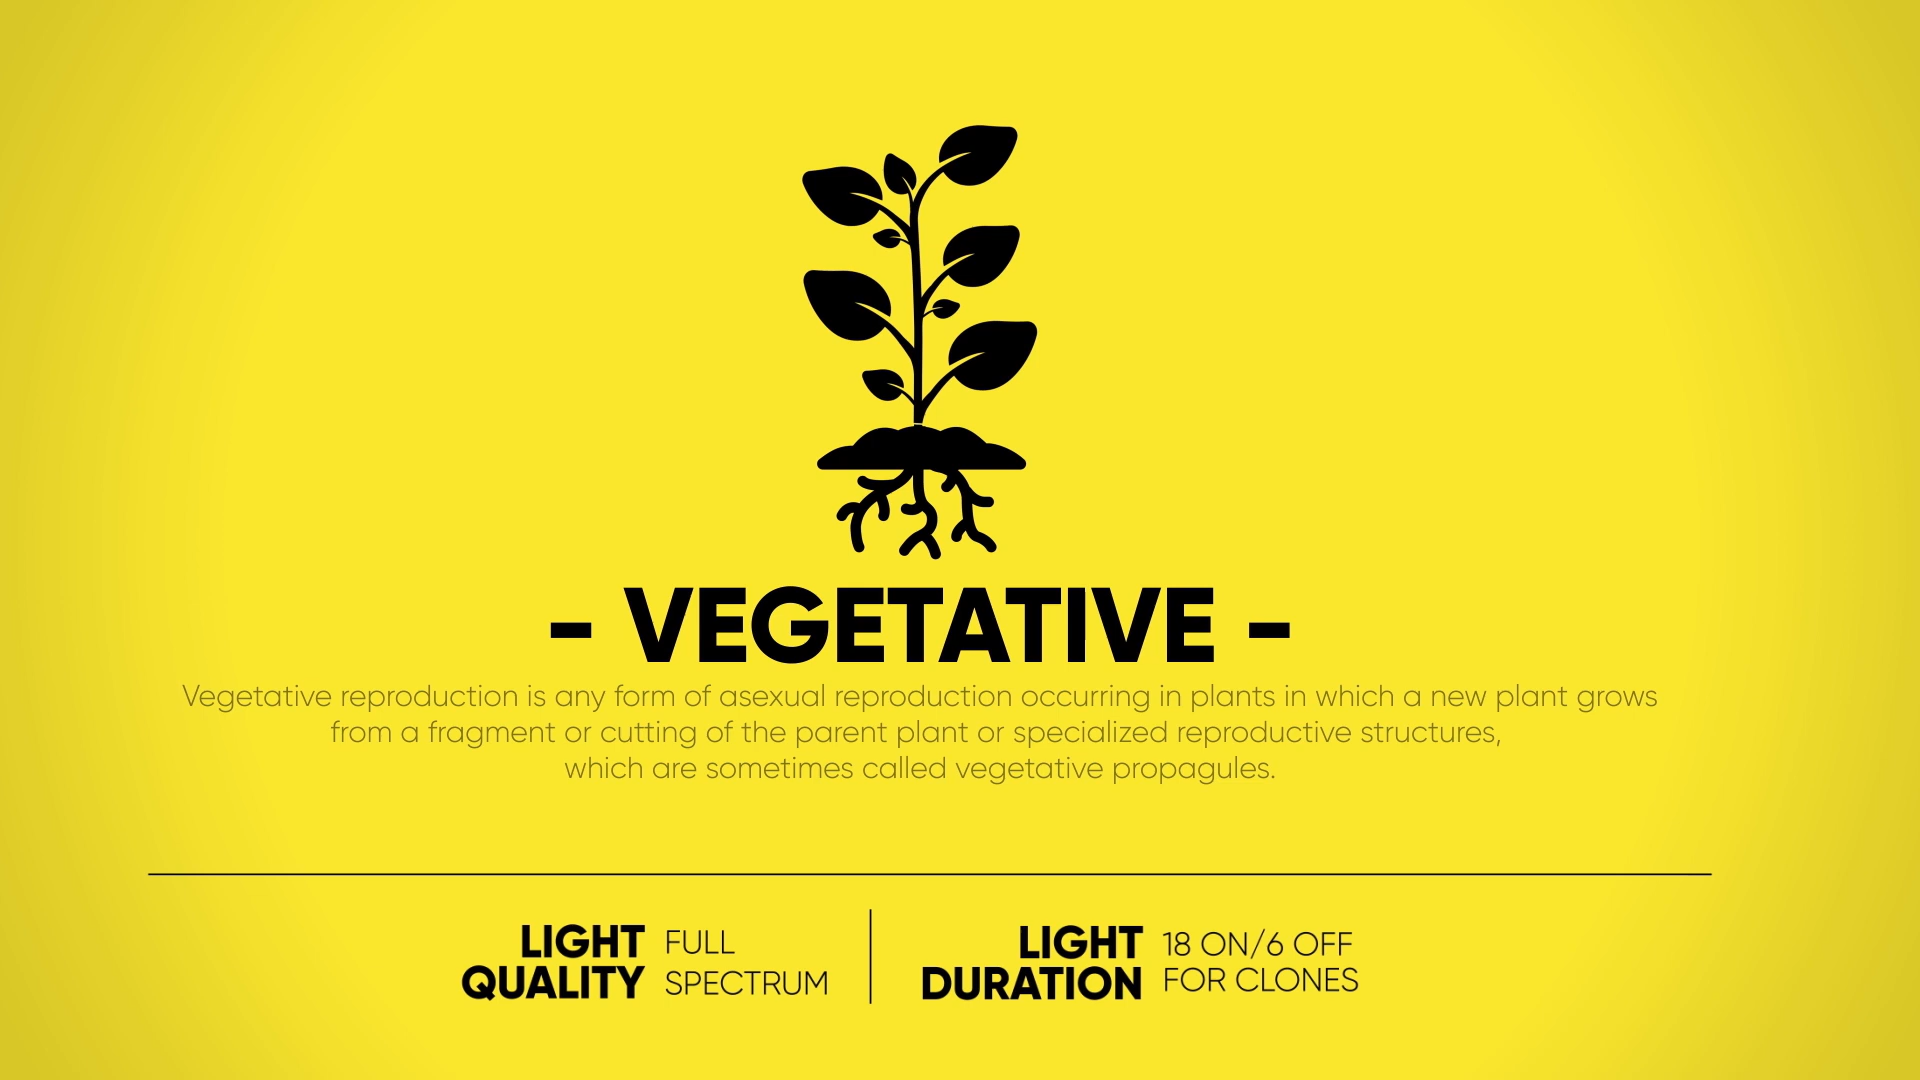 - VEGETATIVE -
Vegetative reproduction is any form of asexual reproduction occurring in plants in which a new plant grows
from a fragment or cutting of the parent plant or specialized reproductive structures,
which are sometimes called vegetative propagules.
LIGHT
QUALITY
FULL
SPECTRUM
LIGHT
DURATION
18 ON/6 OFF
FOR CLONES